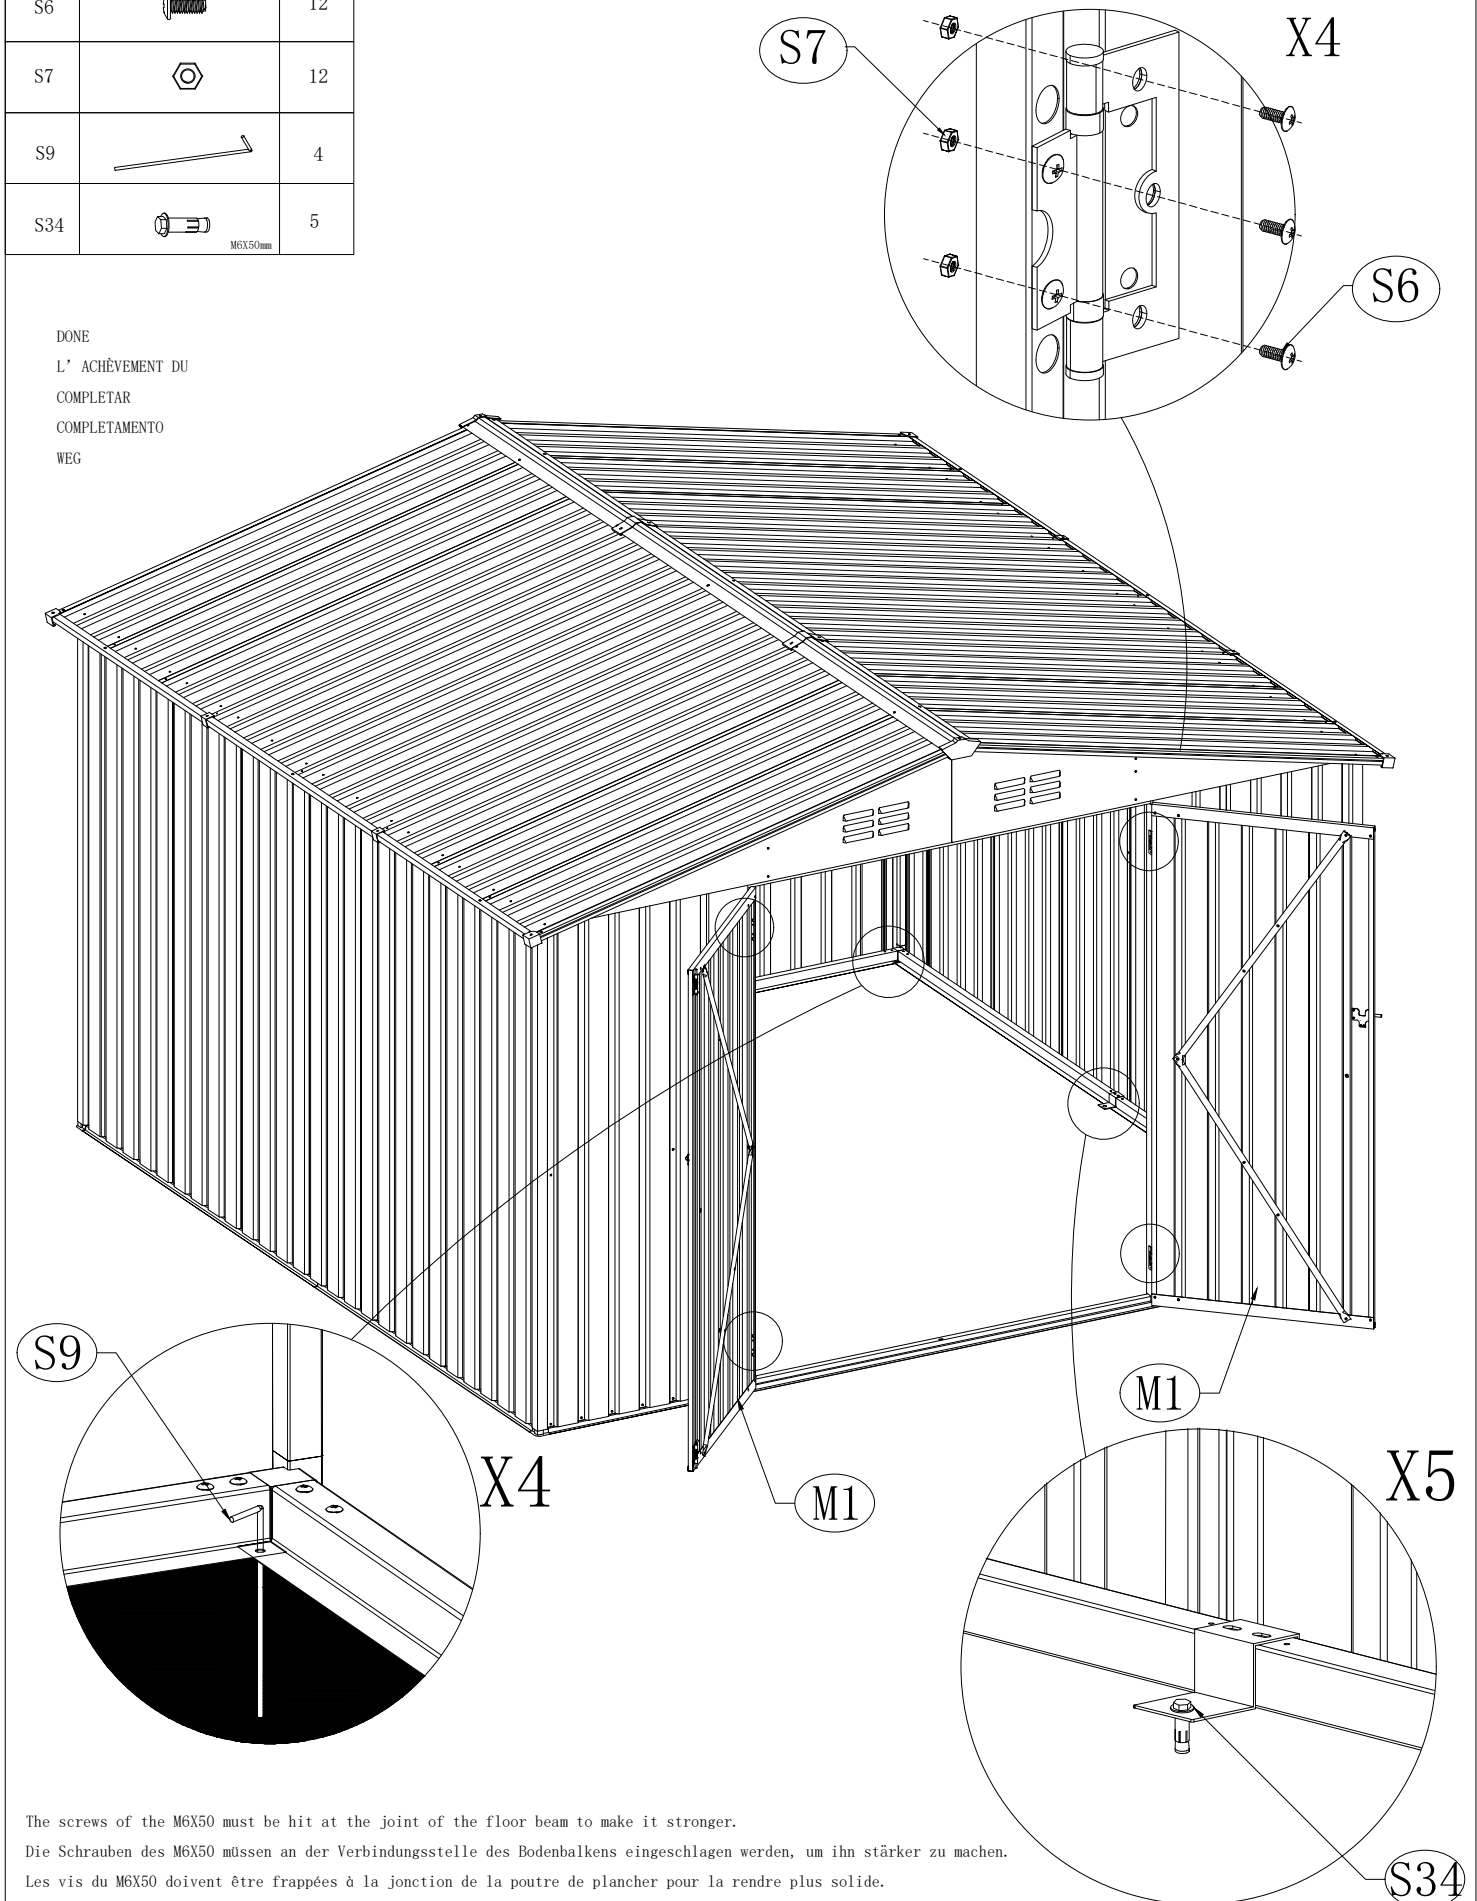 S6 12
S7 12
S9 4
S34 M6X50mm 5
S7
X4
S6
DONE
L' ACHÈVEMENT DU
COMPLETAR
COMPLETAMENTO
WEG
S9
X4
M1
M1
X5
S34
The screws of the M6X50 must be hit at the joint of the floor beam to make it stronger.
Die Schrauben des M6X50 müssen an der Verbindungsstelle des Bodenbalkens eingeschlagen werden, um ihn stärker zu machen.
Les vis du M6X50 doivent être frappées à la jonction de la poutre de plancher pour la rendre plus solide.